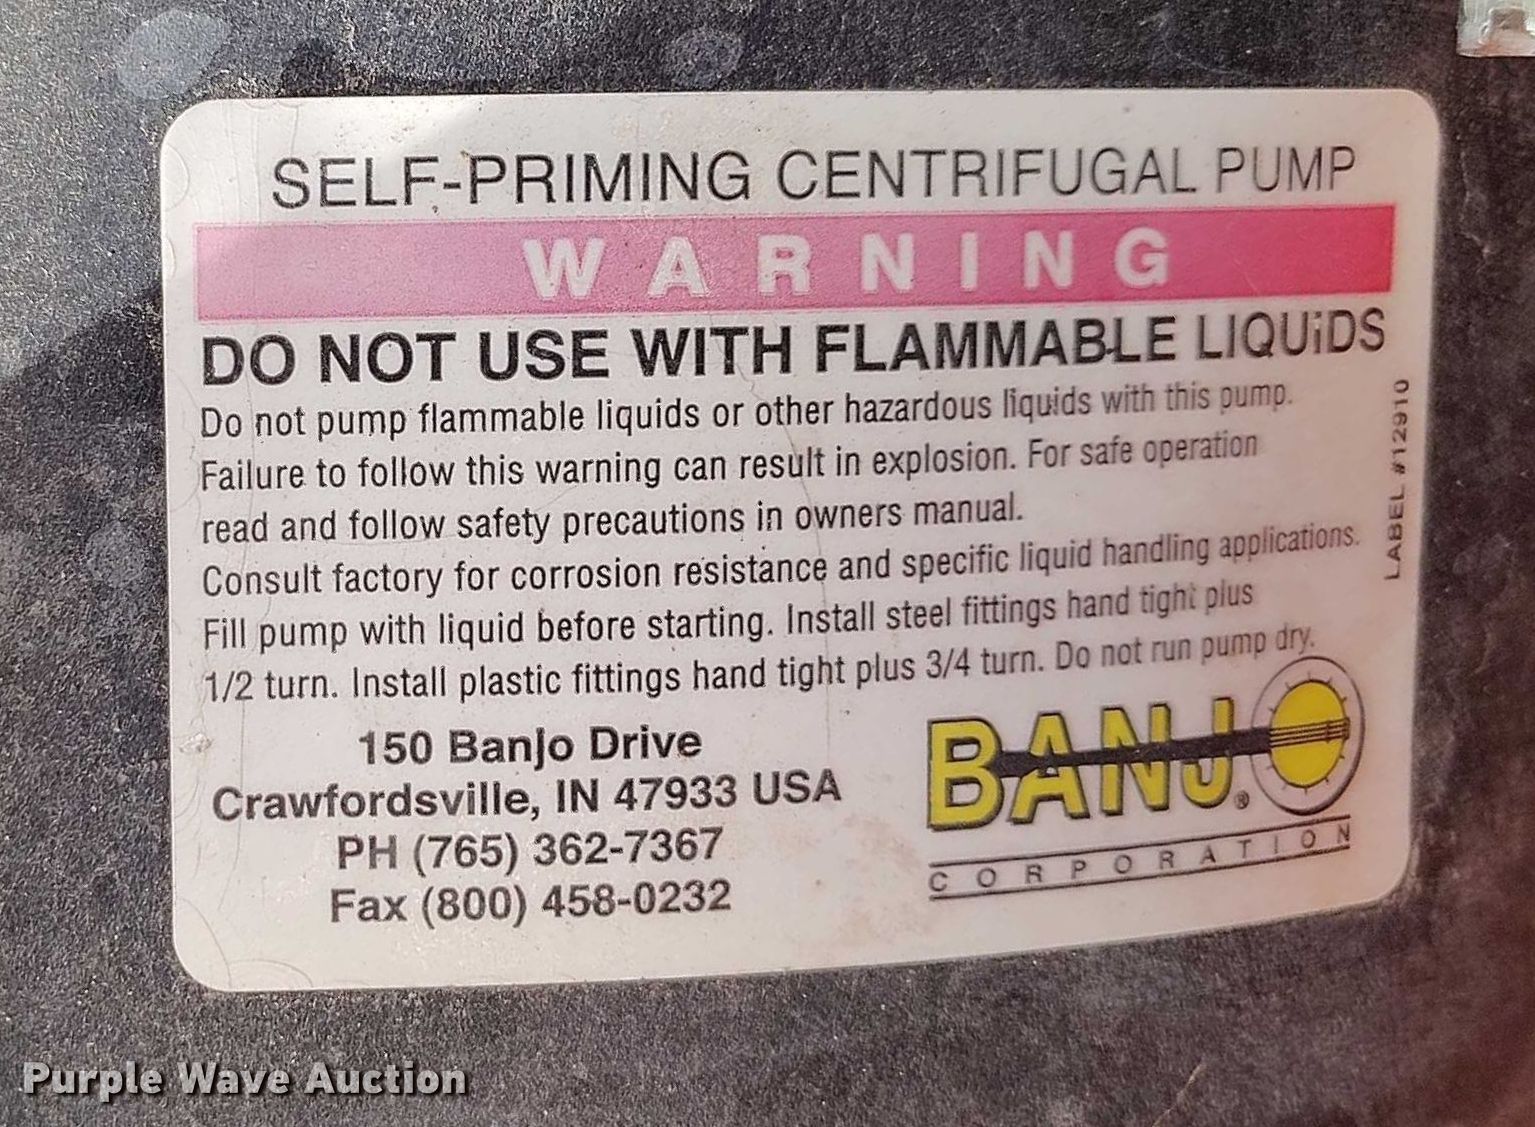 SELF-PRIMING CENTRIFUGAL PUMP
WARNING
DO NOT USE WITH FLAMMABLE LIQUiDS
Do not pump flammable liquids or other hazardous liquids with this pump.
Failure to follow this warning can result in explosion. For safe operation
read and follow safety precautions in owners manual.
Consult factory for corrosion resistance and specific liquid handling applications.
Fill pump with liquid before starting. Install steel fittings hand tight plus
1/2 turn. Install plastic fittings hand tight plus 3/4 turn. Do not run pump dry.
LABEL #12910
150 Banjo Drive
Crawfordsville, IN 47933 USA
PH (765) 362-7367
Fax (800) 458-0232
BANJO®
CORPORATION
Purple Wave Auction